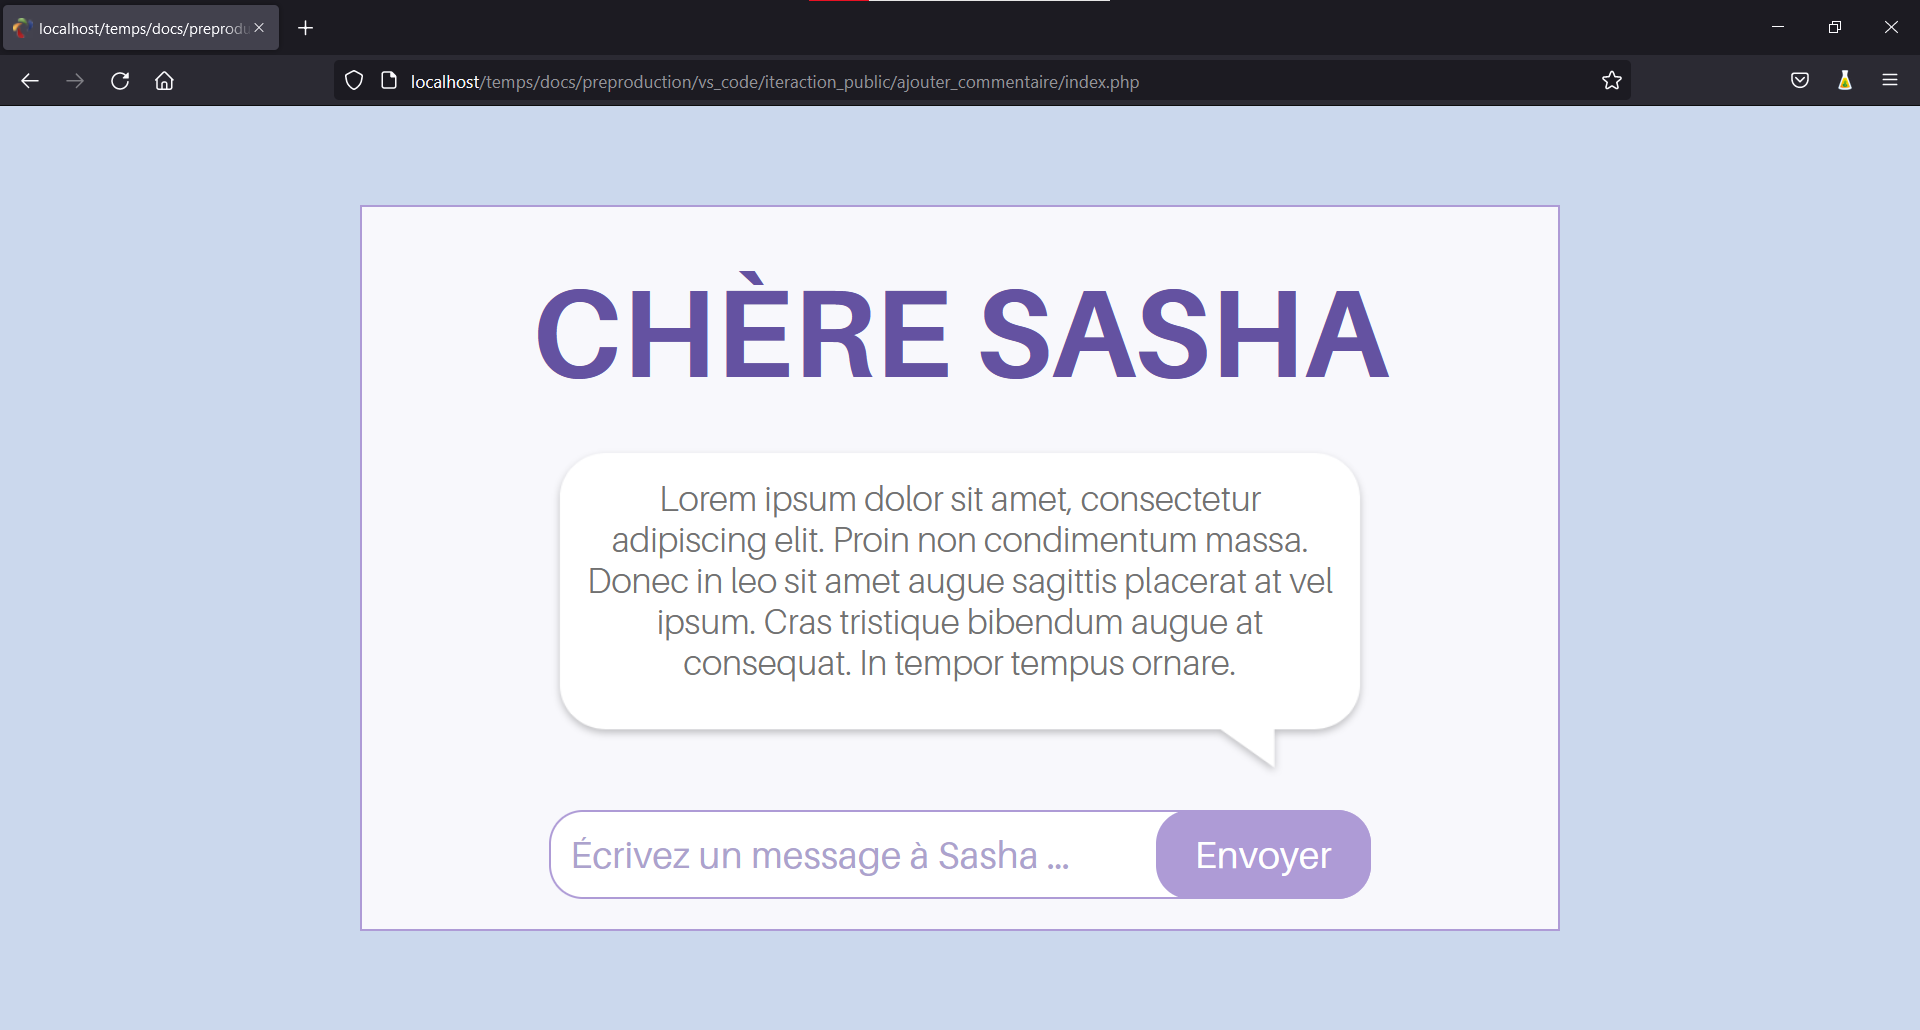 localhost/temps/docs/preprodu
localhost/temps/docs/preproduction/vs_code/iteraction_public/ajouter_commentaire/index.php
CHÈRE SASHA
Lorem ipsum dolor sit amet, consectetur
adipiscing elit. Proin non condimentum massa.
Donec in leo sit amet augue sagittis placerat at vel
ipsum. Cras tristique bibendum augue at
consequat. In tempor tempus ornare.
Écrivez un message à Sasha ...
Envoyer